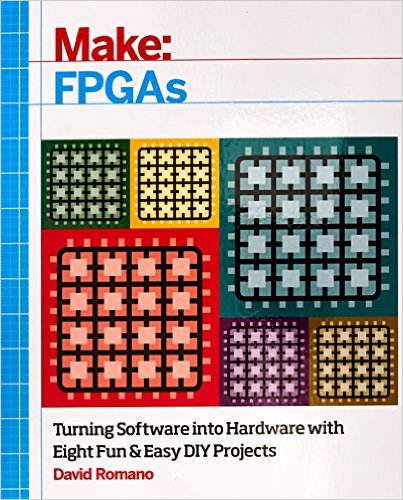 Make:
FPGAs
Turning Software into Hardware with
Eight Fun & Easy DIY Projects
David Romano